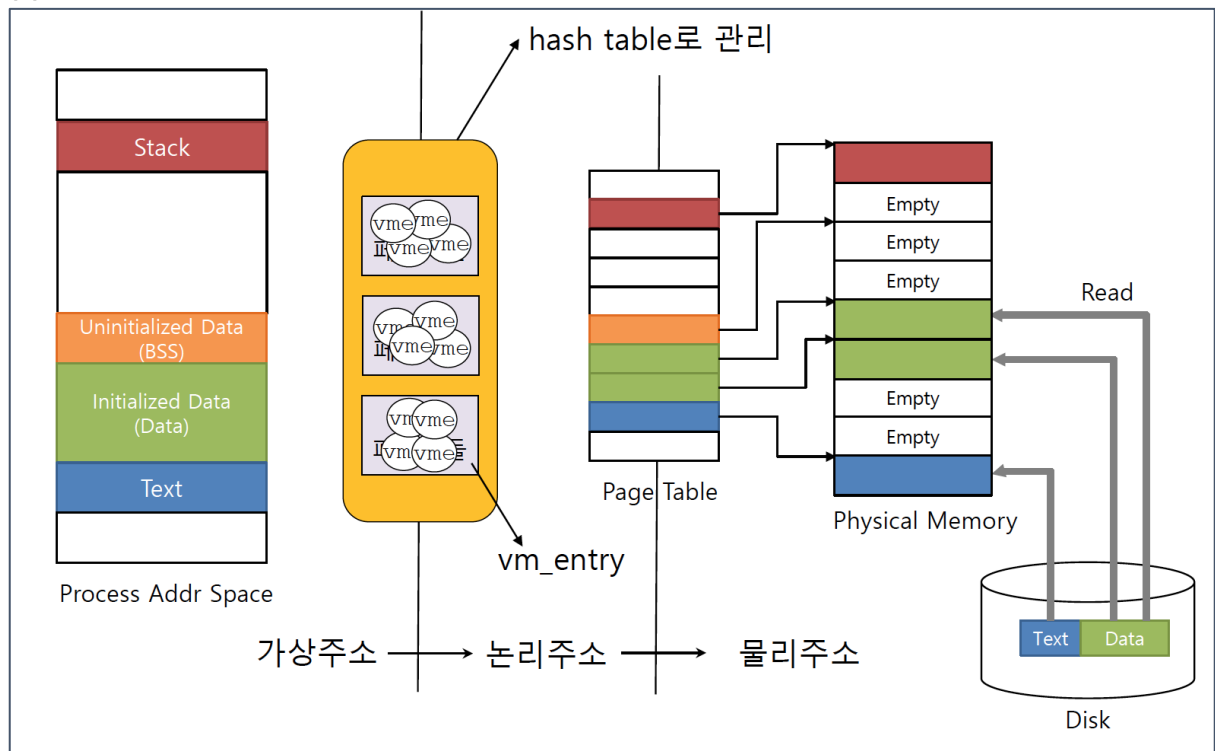 hash table로 관리
Stack
Uninitialized Data
(BSS)
Initialized Data
(Data)
Text
Process Addr Space
vme
vme
vme
vme
vme
vme
vme
vme
vme
vme
vme
들
vm_entry
Page Table
Empty
Empty
Empty
Empty
Empty
Physical Memory
Read
Text
Data
Disk
가상주소
논리주소
물리주소